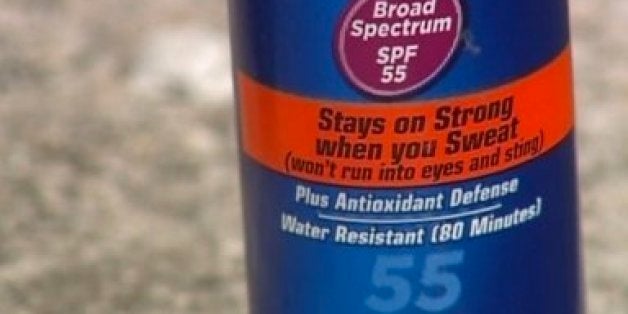 Broad
Spectrum
SPF
55
Stays on Strong
when you Sweat
(won't run into eyes and sting)
Plus Antioxidant Defense
Water Resistant (80 Minutes)
55